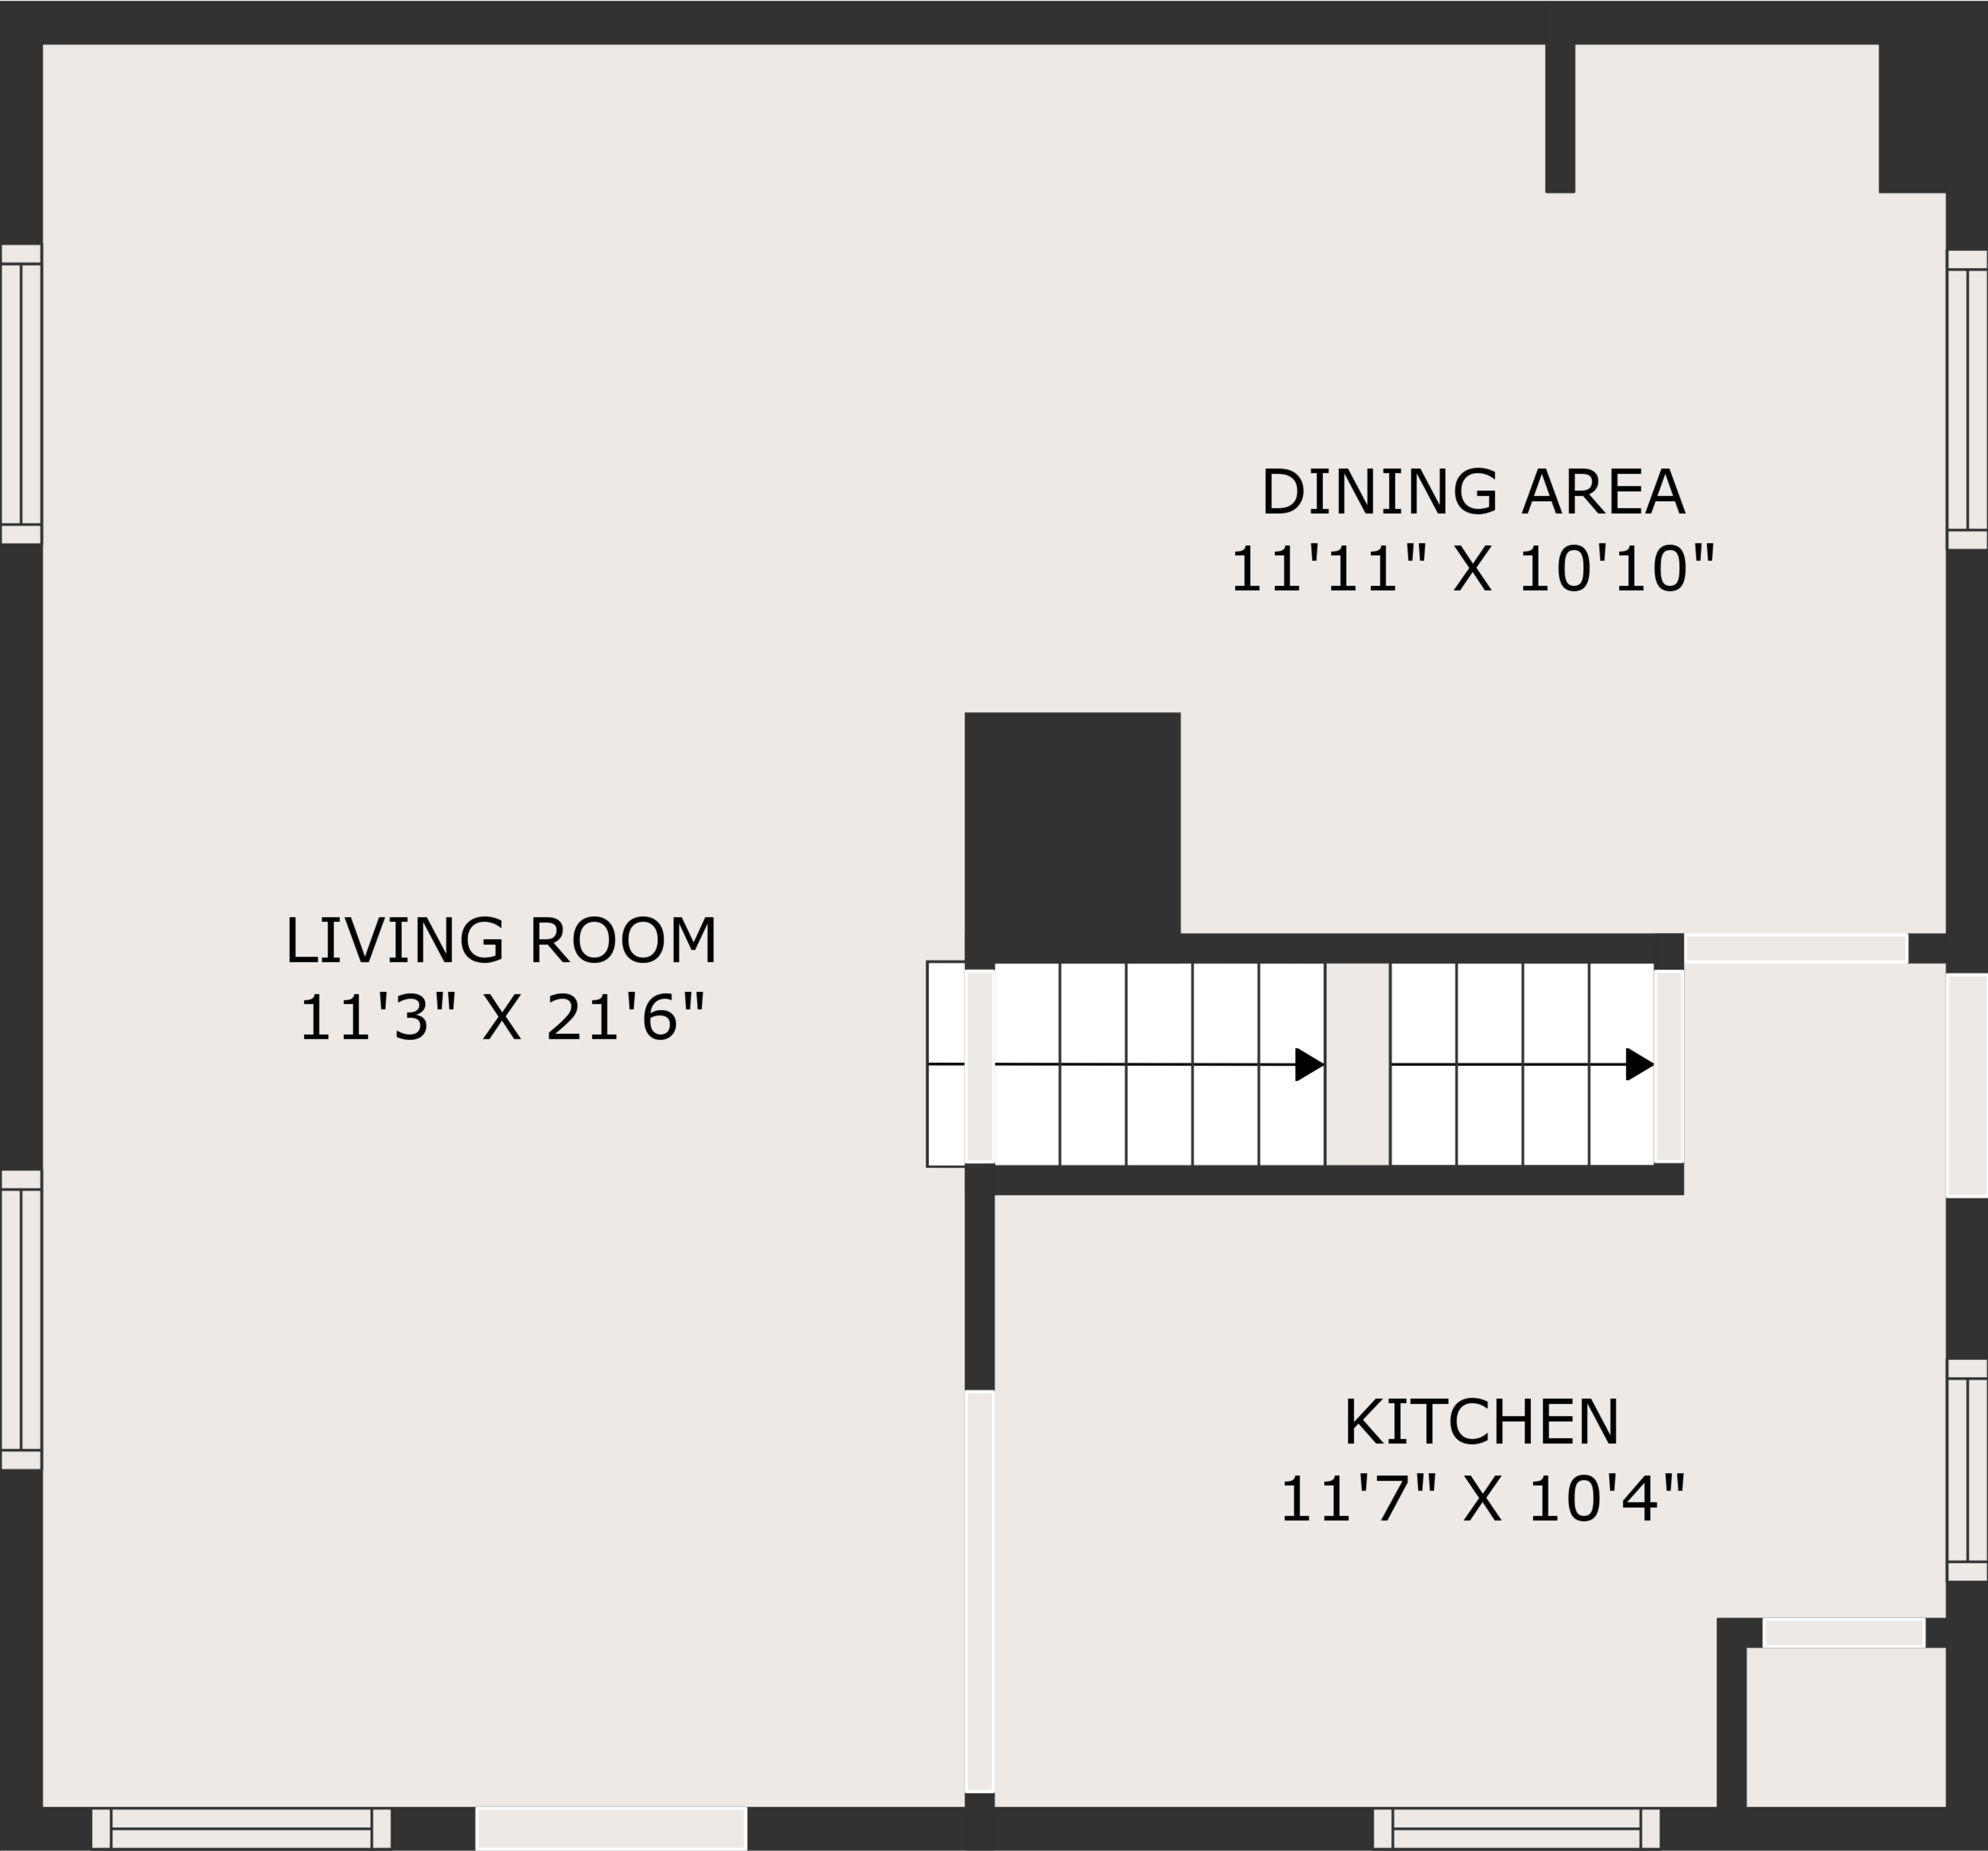 DINING AREA
11'11" X 10'10"
LIVING ROOM
11'3" X 21'6"
KITCHEN
11'7" X 10'4"